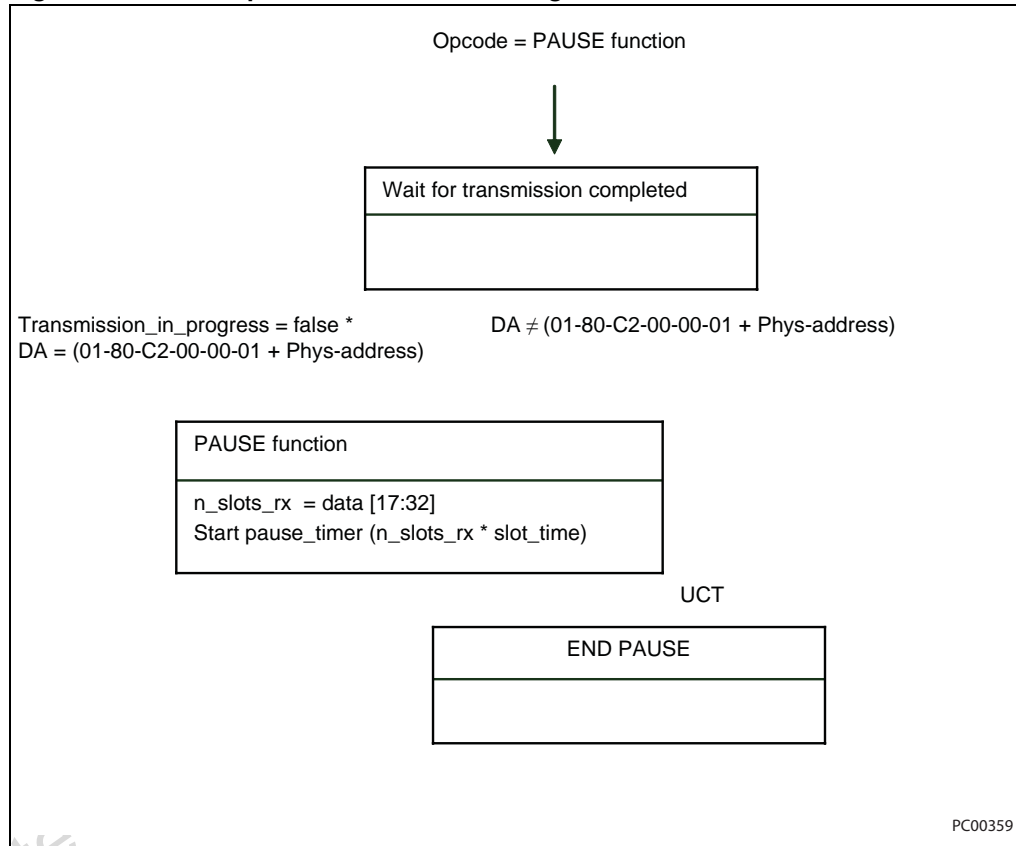 Opcode = PAUSE function
Wait for transmission completed
Transmission_in_progress = false *
DA = (01-80-C2-00-00-01 + Phys-address)
DA ≠ (01-80-C2-00-00-01 + Phys-address)
PAUSE function
n_slots_rx = data [17:32]
Start pause_timer (n_slots_rx * slot_time)
UCT
END PAUSE
PC00359